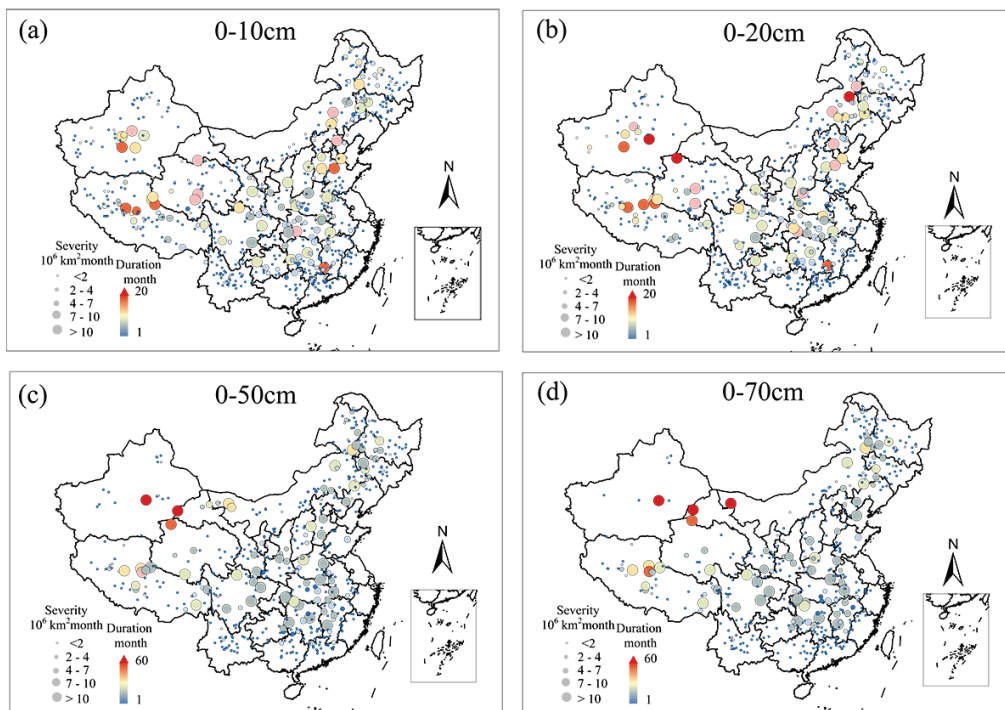 (a) 0-10cm
N
Severity
10⁶ km²month
<2
2 - 4
4 - 7
7 - 10
> 10
Duration
month
20
1
(b) 0-20cm
N
Severity
10⁶ km²month
<2
2 - 4
4 - 7
7 - 10
> 10
Duration
month
20
1
(c) 0-50cm
N
Severity
10⁶ km²month
<2
2 - 4
4 - 7
7 - 10
> 10
Duration
month
60
1
(d) 0-70cm
N
Severity
10⁶ km²month
<2
2 - 4
4 - 7
7 - 10
> 10
Duration
month
60
1